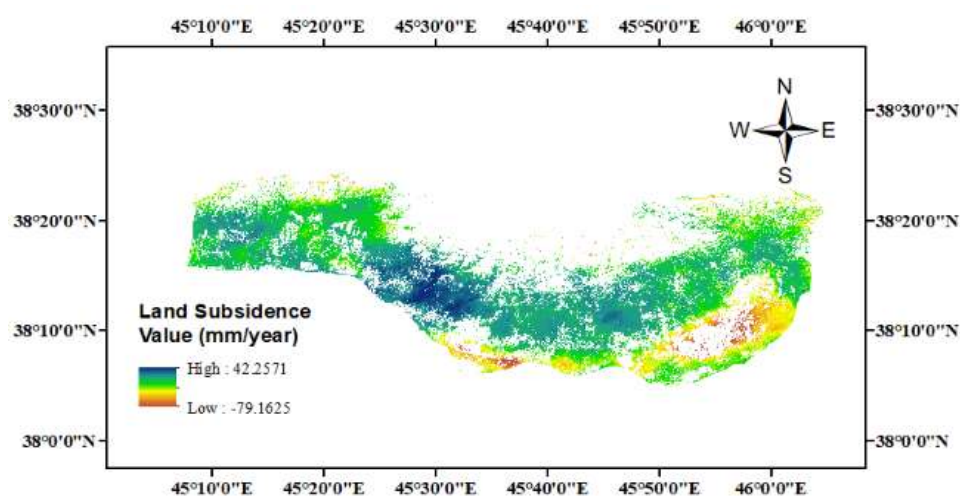 45°10'0"E 45°20'0"E 45°30'0"E 45°40'0"E 45°50'0"E 46°0'0"E
38°30'0"N 38°30'0"N
N
W E
S
38°20'0"N 38°20'0"N
Land Subsidence
Value (mm/year)
38°10'0"N 38°10'0"N
High : 42.2571
Low : -79.1625
38°0'0"N 38°0'0"N
45°10'0"E 45°20'0"E 45°30'0"E 45°40'0"E 45°50'0"E 46°0'0"E